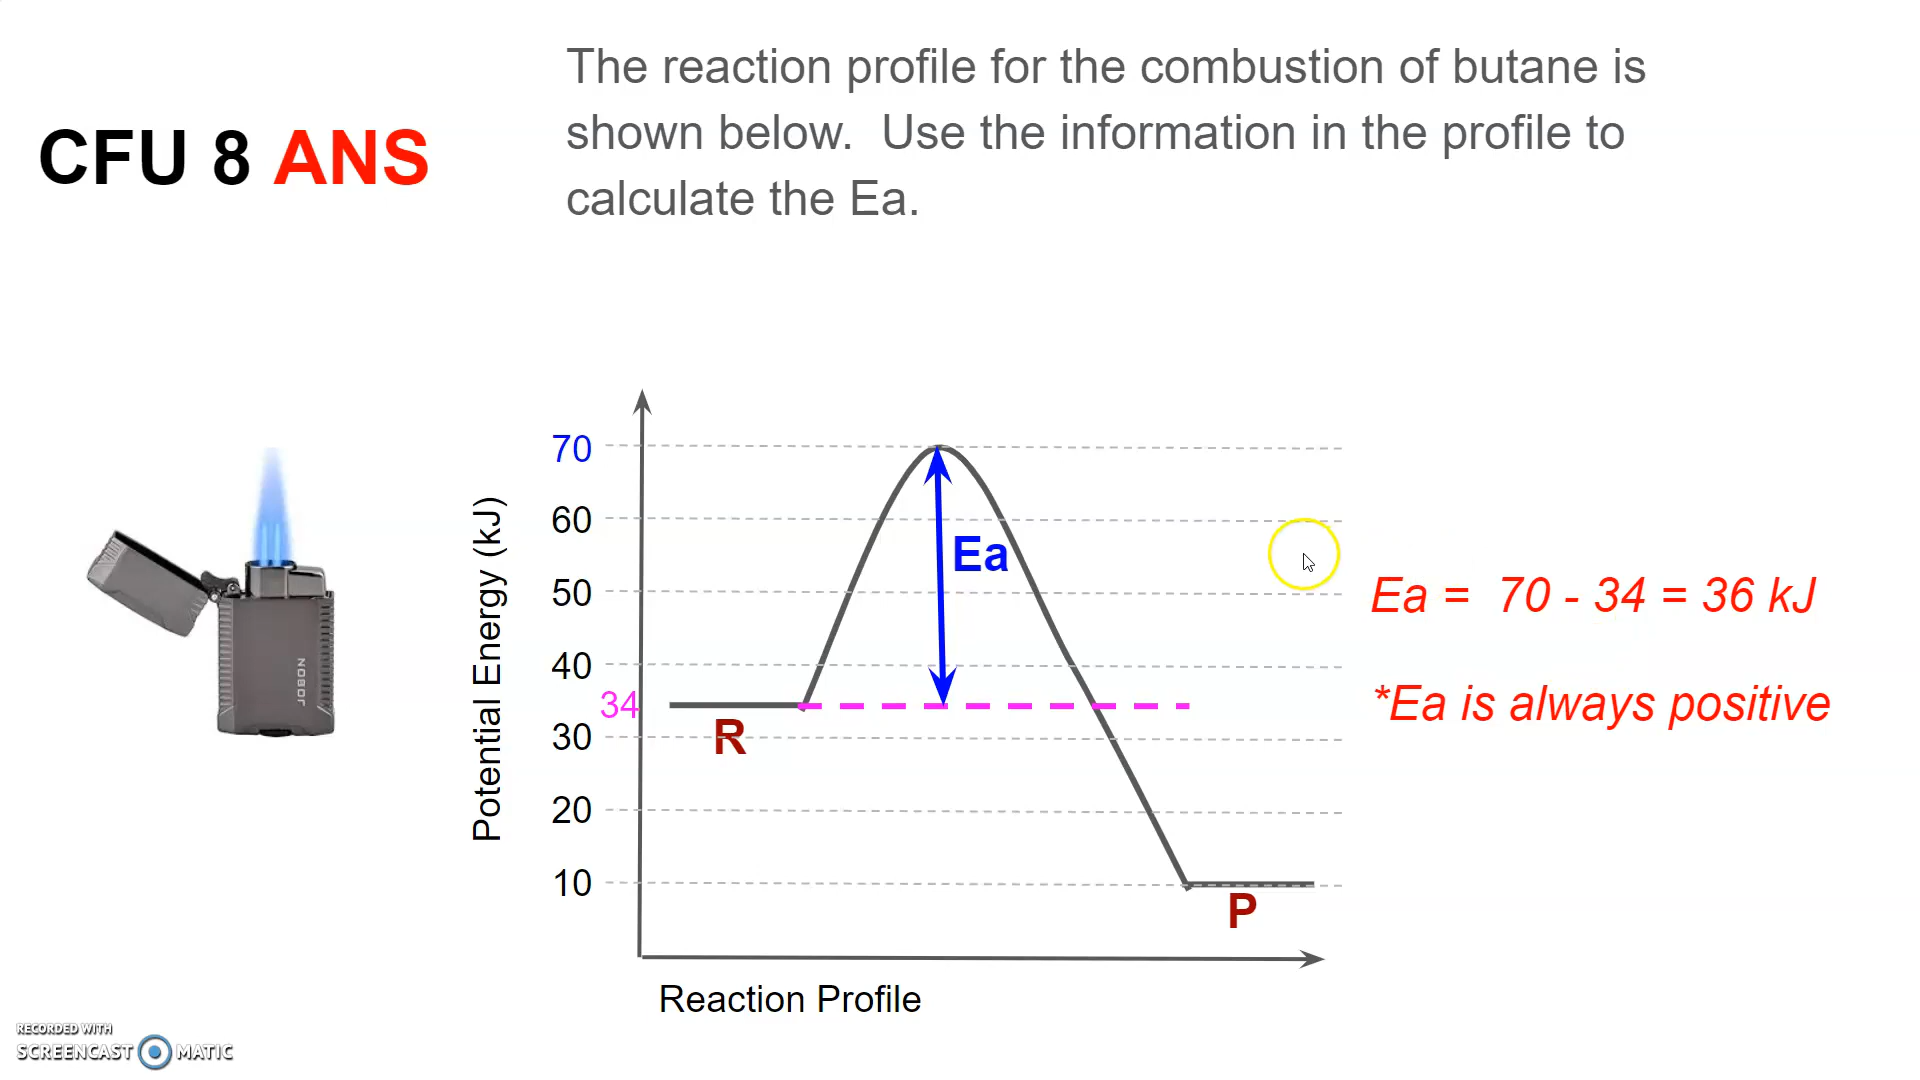 The reaction profile for the combustion of butane is
shown below.  Use the information in the profile to
calculate the Ea.
CFU 8 ANS
Potential Energy (kJ)
70
60
50
40
34
30
20
10
Ea
R
P
Reaction Profile
Ea =  70 - 34 = 36 kJ
*Ea is always positive
NOBOJ
RECORDED WITH
SCREENCAST MATIC